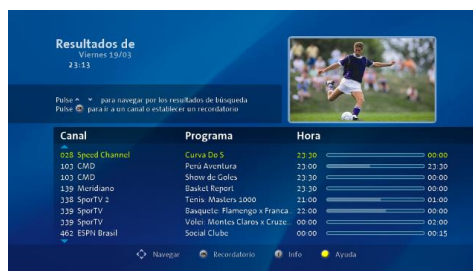 Resultados de
Viernes 19/03
23:13
Pulse para navegar por los resultados de búsqueda
Pulse para ir a un canal o establecer un recordatorio
Canal Programa Hora
028 Speed Channel Curva Do S 23:30 00:00
103 CMD Perú Aventura 23:00 23:30
103 CMD Show de Goles 23:30 00:00
139 Meridiano Basket Report 23:30 00:00
338 SporTV 2 Tênis: Masters 1000 21:00 01:00
339 SporTV Basquete: Flamengo x Franca... 22:00 00:00
339 SporTV Vôlei: Montes Claros x Cruze... 00:00 02:00
462 ESPN Brasil Social Clube 00:00 00:15
Navegar Recordatorio Info Ayuda